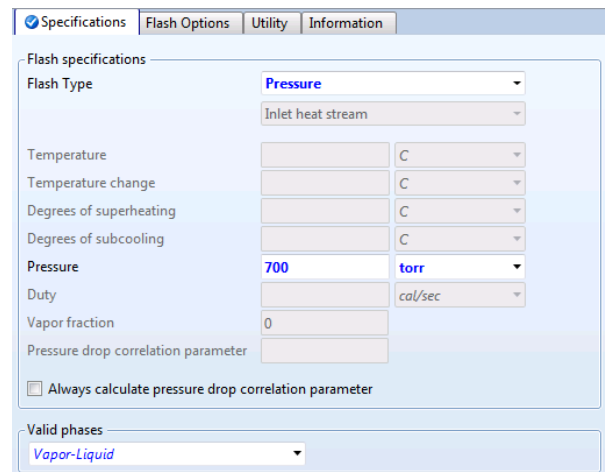 Specifications Flash Options Utility Information
Flash specifications
Flash Type Pressure
Inlet heat stream
Temperature C
Temperature change C
Degrees of superheating C
Degrees of subcooling C
Pressure 700 torr
Duty cal/sec
Vapor fraction 0
Pressure drop correlation parameter
Always calculate pressure drop correlation parameter
Valid phases
Vapor-Liquid